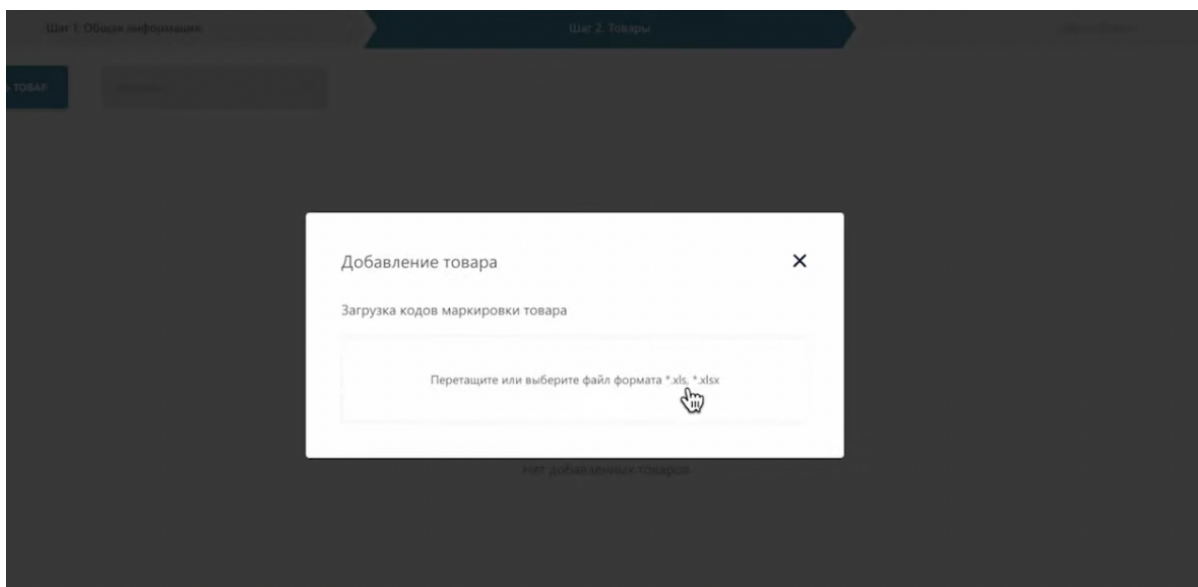 Шаг 1. Общая информация
Шаг 2. Товары
ТОВАР
Добавление товара
Загрузка кодов маркировки товара
Перетащите или выберите файл формата *.xls, *.xlsx
Нет добавленных товаров